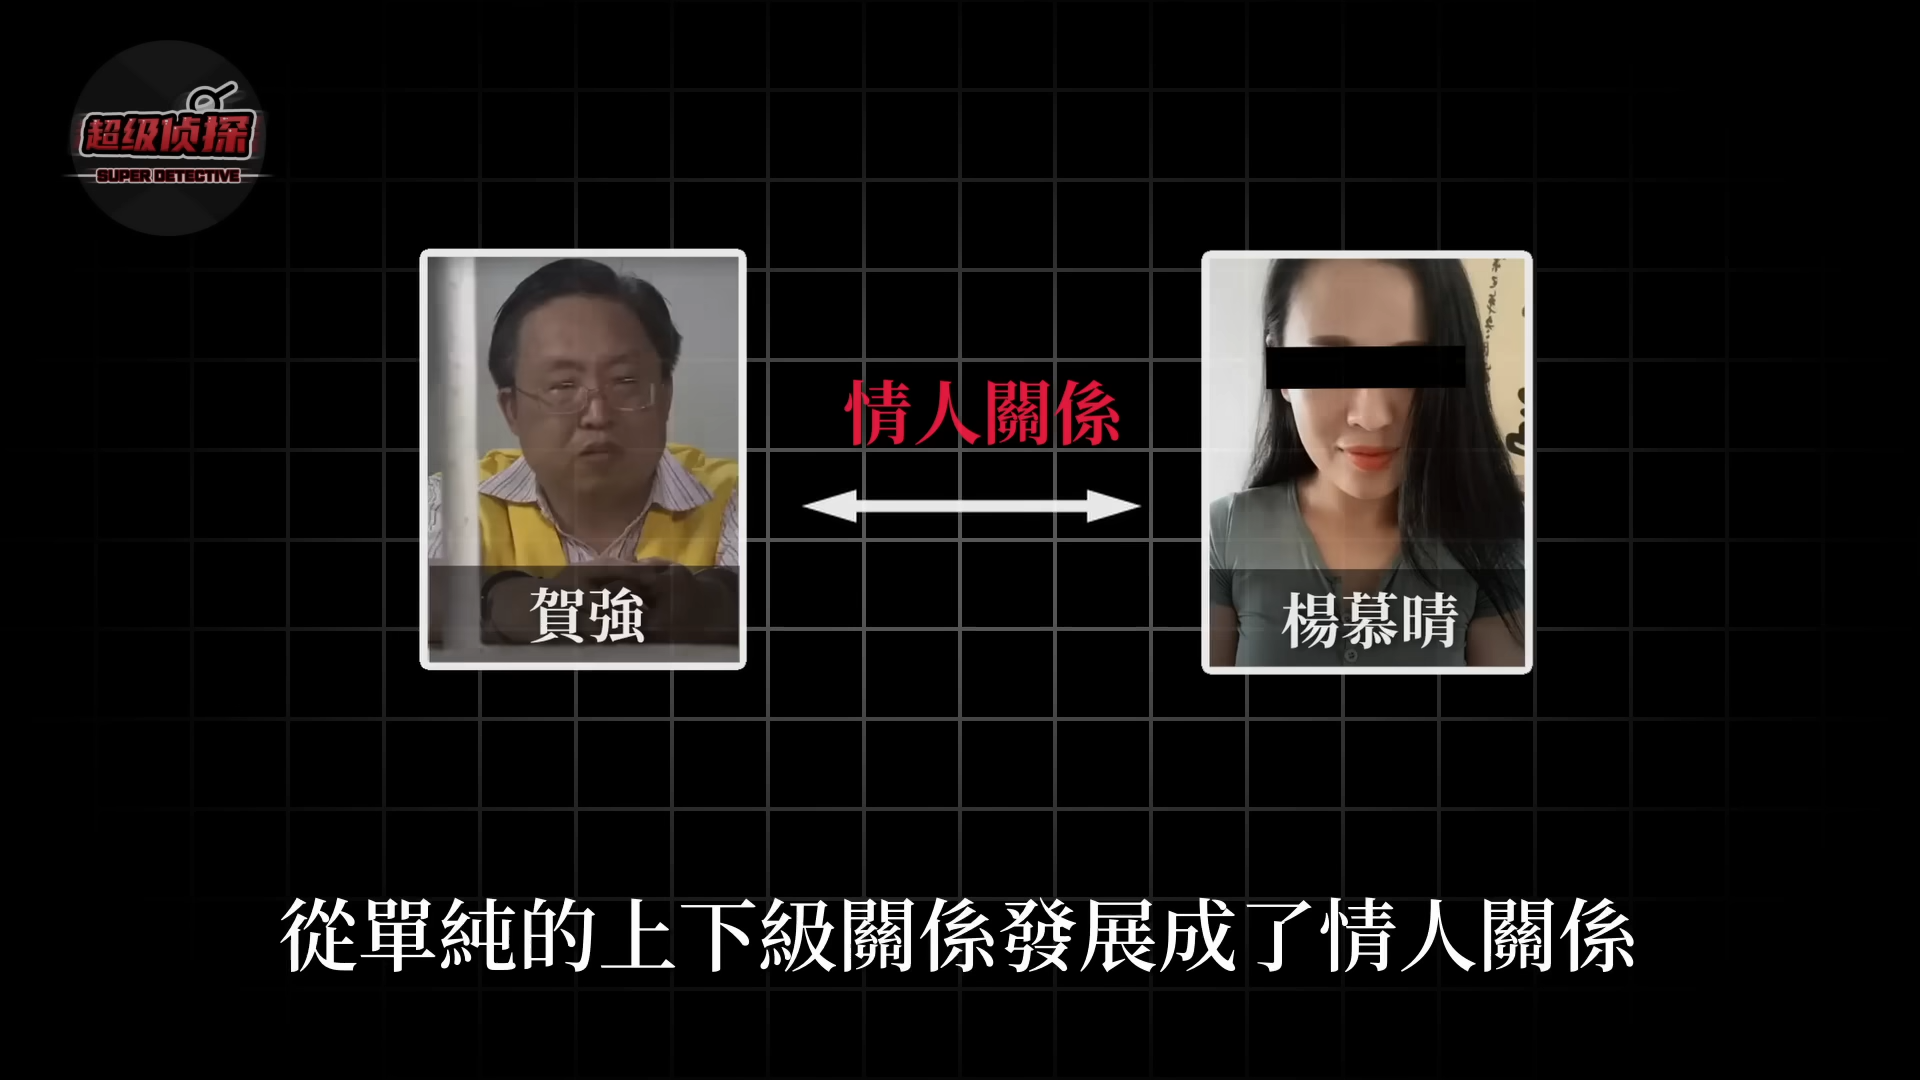 超级侦探
SUPER DETECTIVE
情人關係
賀強
楊慕晴
從單純的上下級關係發展成了情人關係